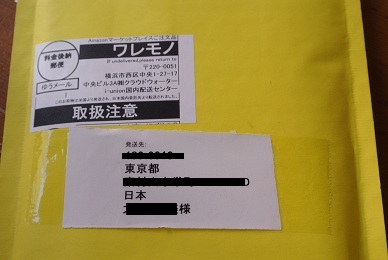 Amazonマーケットプレイスご注文品
ワレモノ
If undelivered,please return to
〒220-0051
横浜市西区中央1-27-17
中央ビル3A㈱クラウドウォーター
i-union国内配送センター
料金後納
郵便
ゆうメール
取扱注意
発送先:
東京都
日本
様